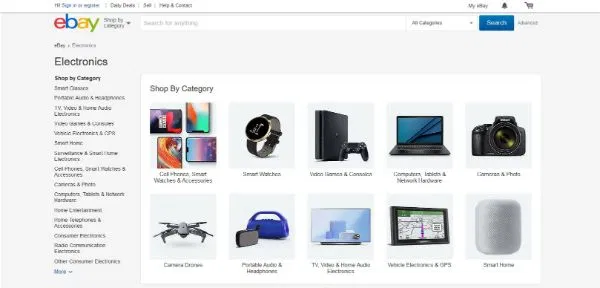 Hi Sign in or register
Daily Deals
Sell
Help & Contact
My eBay
ebay
Shop by
category
Search for anything
All Categories
Search
Advanced
eBay › Electronics
Electronics
Shop by Category
Smart Glasses
Portable Audio & Headphones
TV, Video & Home Audio
Electronics
Video Games & Consoles
Vehicle Electronics & GPS
Smart Home
Surveillance & Smart Home
Electronics
Cell Phones, Smart Watches &
Accessories
Cameras & Photo
Computers, Tablets & Network
Hardware
Home Entertainment
Home Telephones &
Accessories
Consumer Electronics
Radio Communication
Electronics
Other Consumer Electronics
More
Shop By Category
Cell Phones, Smart
Watches & Accessories
Smart Watches
Video Games & Consoles
Computers, Tablets &
Network Hardware
Cameras & Photo
Camera Drones
Portable Audio &
Headphones
TV, Video & Home Audio
Electronics
Vehicle Electronics & GPS
Smart Home